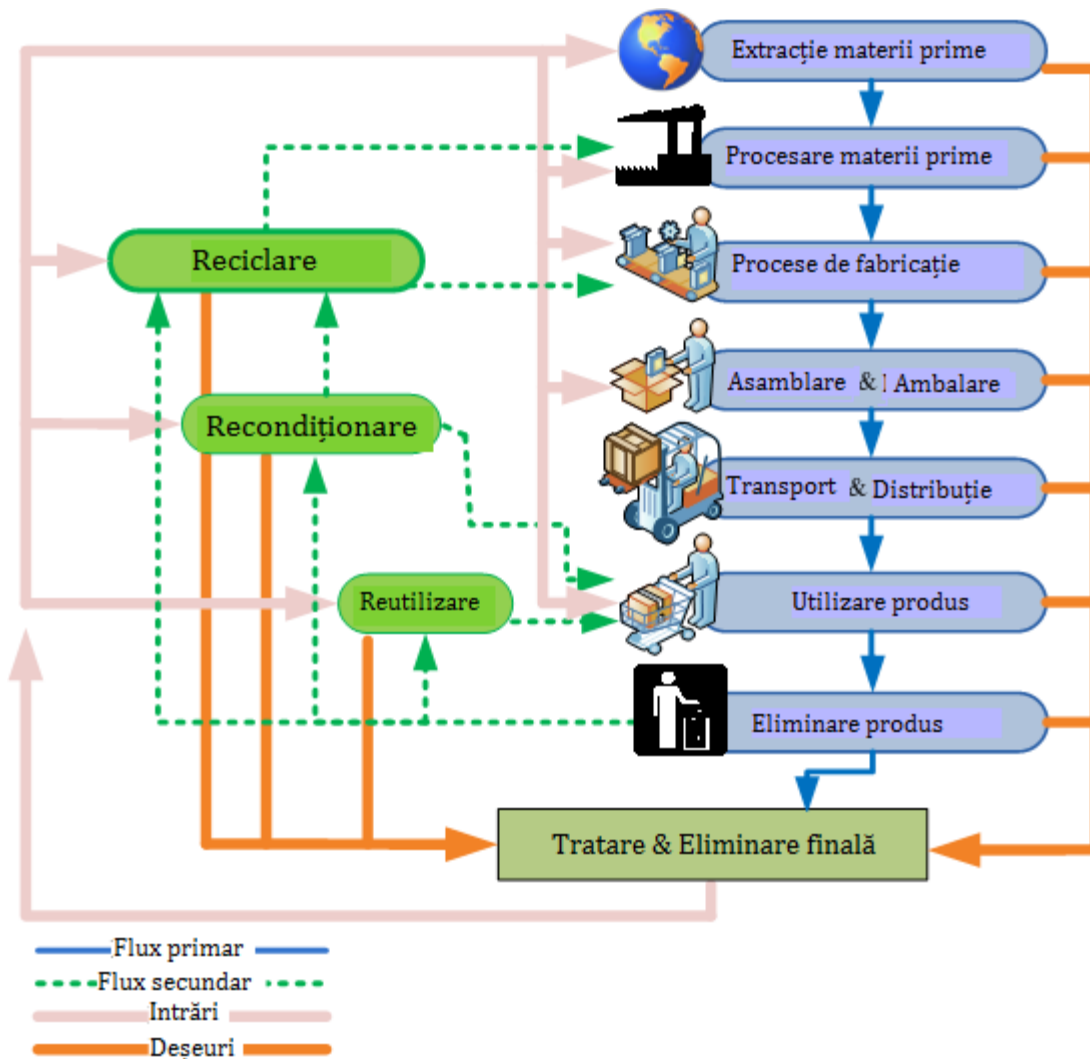 Extracție materii prime
Procesare materii prime
Reciclare
Procese de fabricație
Asamblare & Ambalare
Recondiționare
Transport & Distribuție
Reutilizare
Utilizare produs
Eliminare produs
Tratare & Eliminare finală
Flux primar
Flux secundar
Intrări
Deșeuri